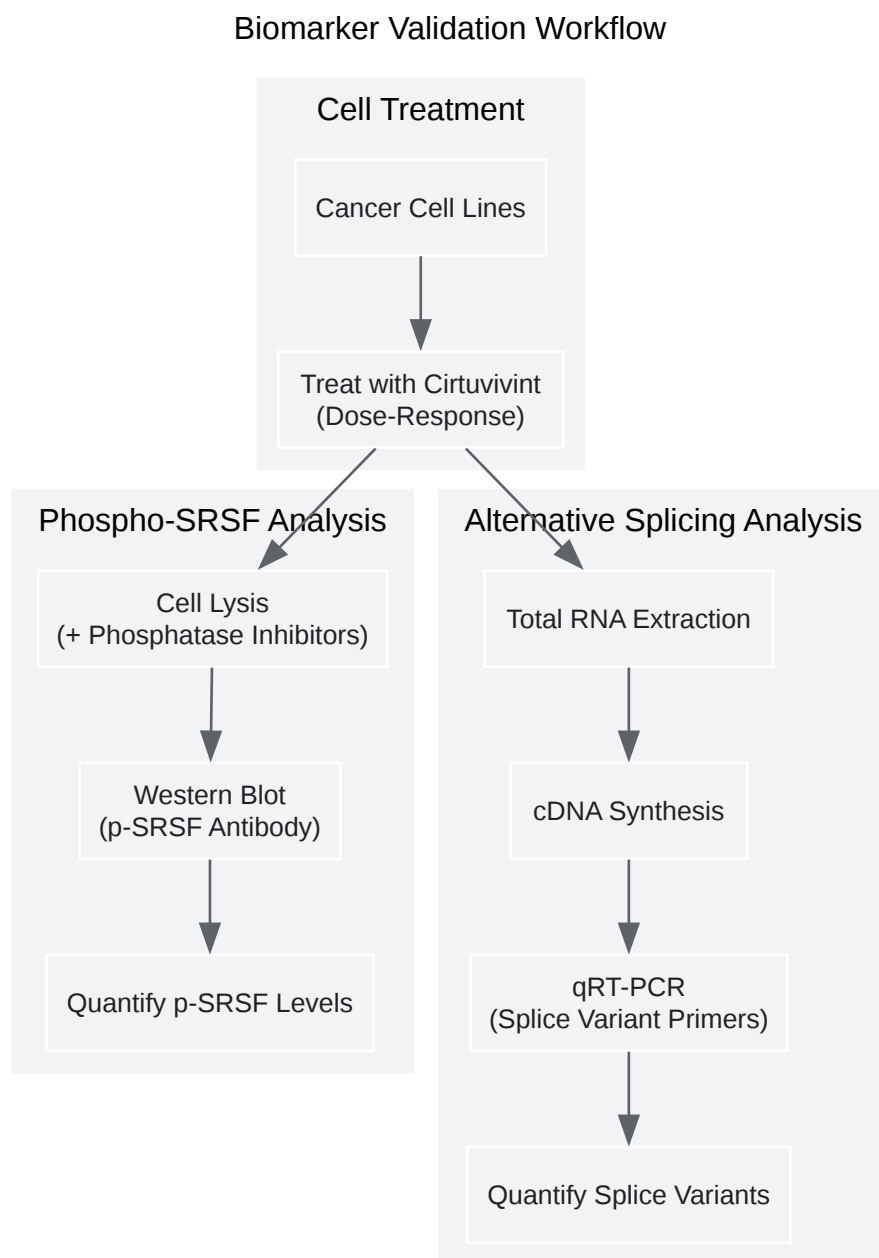 Biomarker Validation Workflow
Cell Treatment
Cancer Cell Lines
Treat with Cirtuvivint
(Dose-Response)
Phospho-SRSF Analysis
Cell Lysis
(+ Phosphatase Inhibitors)
Western Blot
(p-SRSF Antibody)
Quantify p-SRSF Levels
Alternative Splicing Analysis
Total RNA Extraction
cDNA Synthesis
qRT-PCR
(Splice Variant Primers)
Quantify Splice Variants